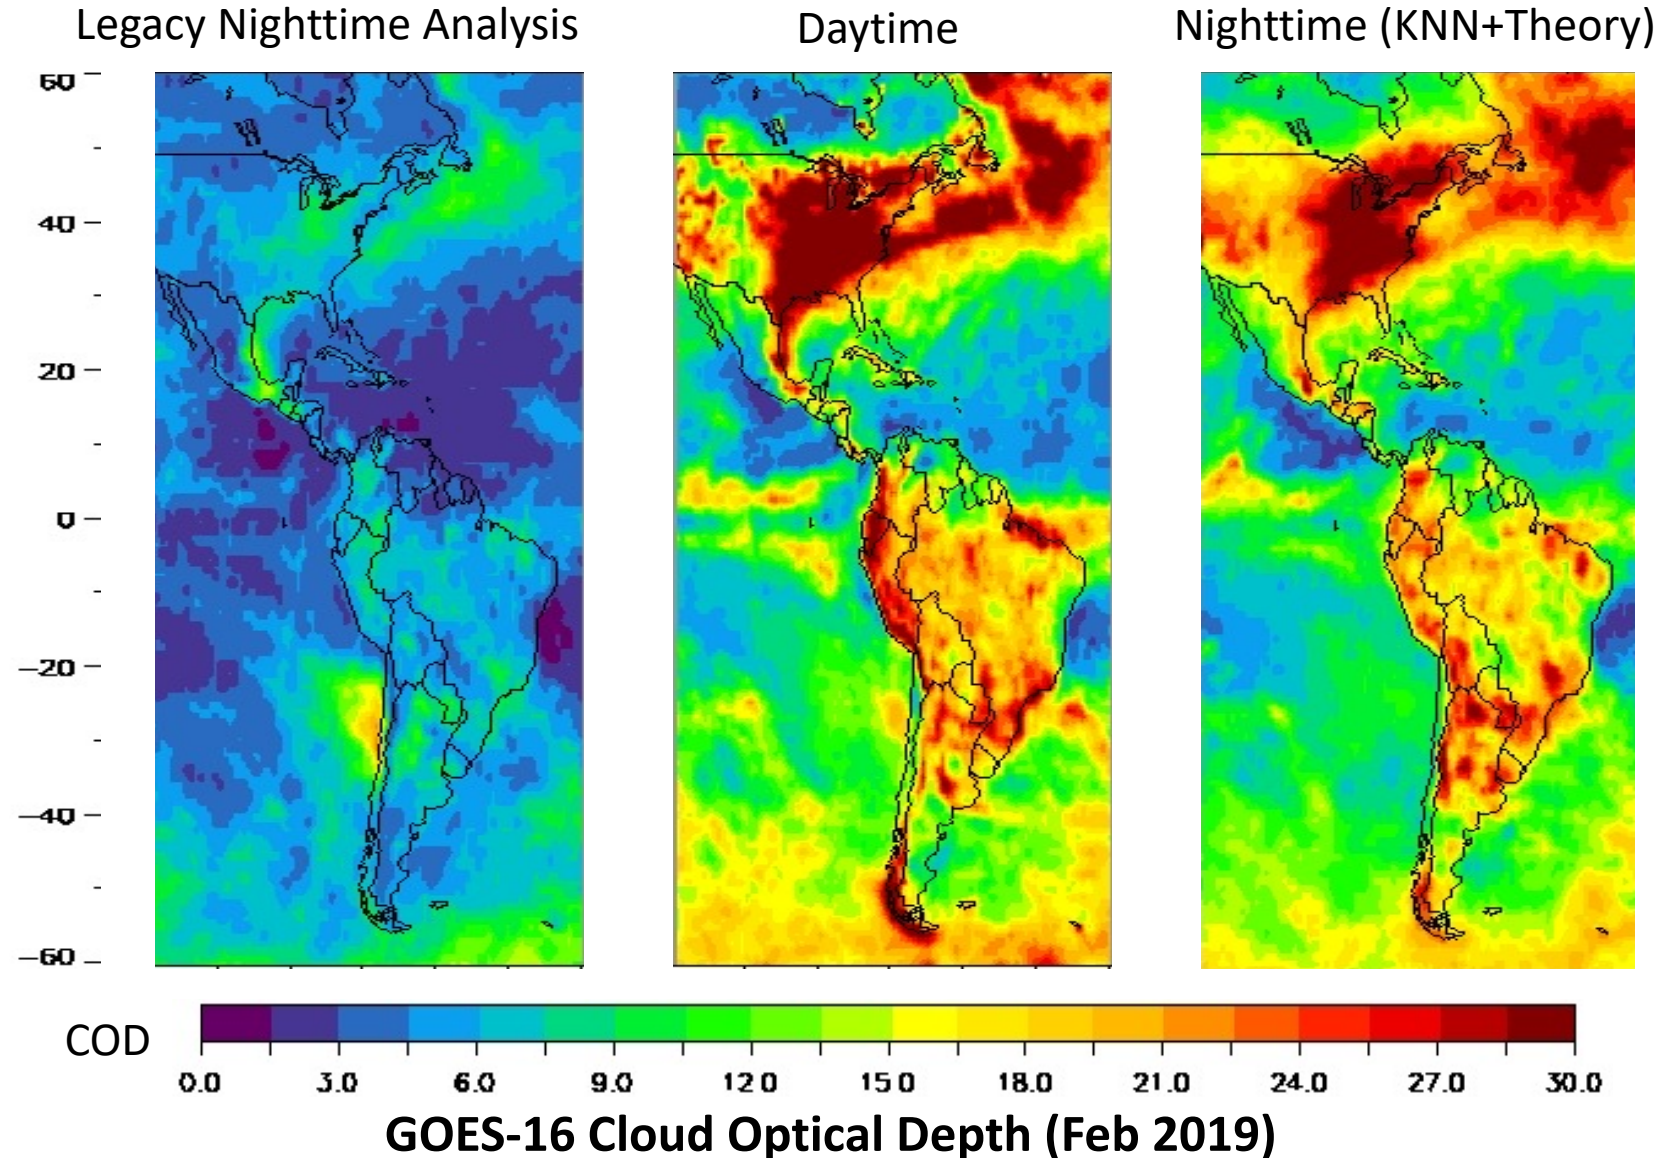 Legacy Nighttime Analysis
Daytime
Nighttime (KNN+Theory)
60
40
20
0
−20
−40
−60
COD
0.0 3.0 6.0 9.0 12.0 15.0 18.0 21.0 24.0 27.0 30.0
GOES-16 Cloud Optical Depth (Feb 2019)